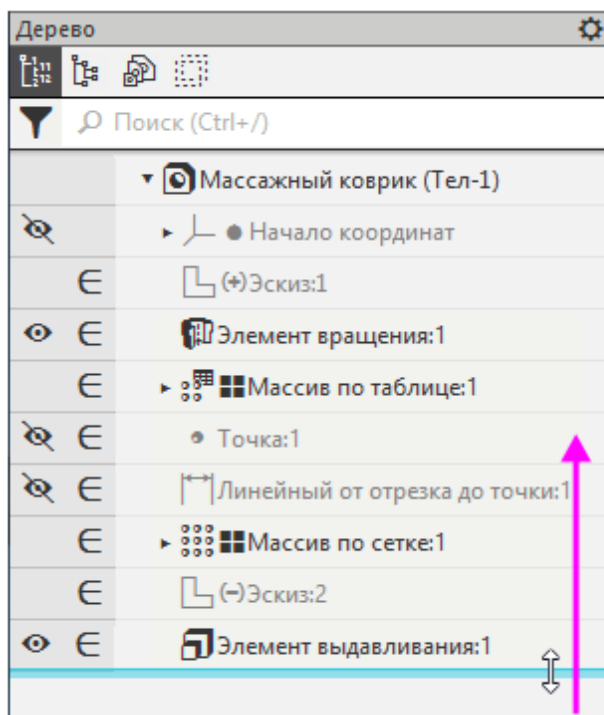 Дерево
Поиск (Ctrl+/)
Массажный коврик (Тел-1)
Начало координат
(+)Эскиз:1
Элемент вращения:1
Массив по таблице:1
Точка:1
Линейный от отрезка до точки:1
Массив по сетке:1
(-)Эскиз:2
Элемент выдавливания:1